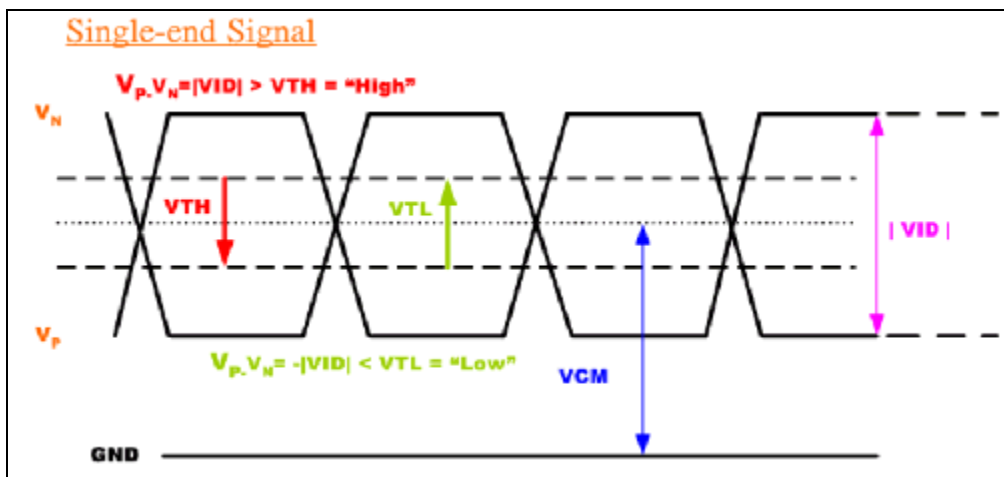 Single-end Signal
VP-VN=|VID| > VTH = “High”
VN
VTH
VTL
| VID |
VP
VP-VN= -|VID| < VTL = “Low”
VCM
GND